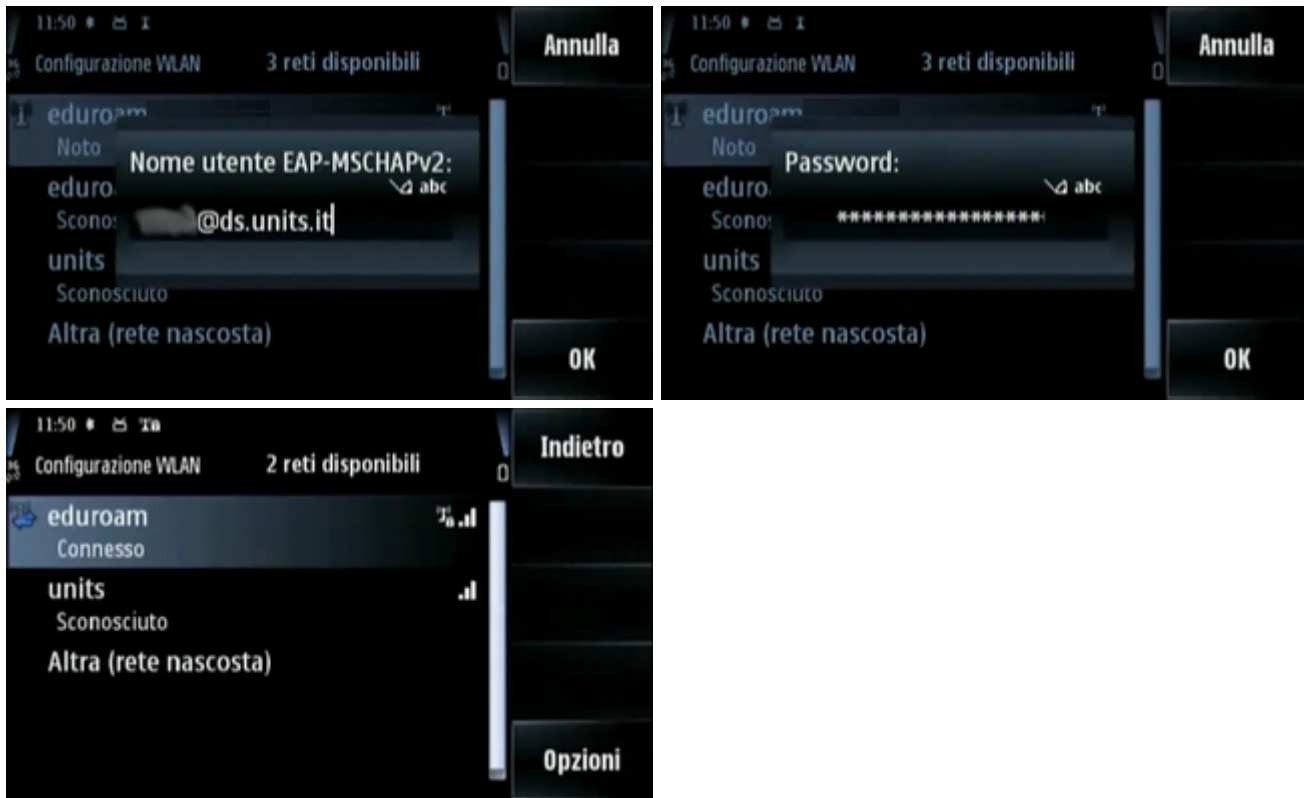 11:50
Configurazione WLAN 3 reti disponibili
Annulla
eduroam
Noto
Nome utente EAP-MSCHAPv2:
abc
eduro
@ds.units.it
Scono
units
Sconosciuto
Altra (rete nascosta)
OK
11:50
Configurazione WLAN 3 reti disponibili
Annulla
eduroam
Noto
Password:
abc
eduro
*****************
Scono
units
Sconosciuto
Altra (rete nascosta)
OK
11:50
Configurazione WLAN 2 reti disponibili
Indietro
eduroam
Connesso
units
Sconosciuto
Altra (rete nascosta)
Opzioni